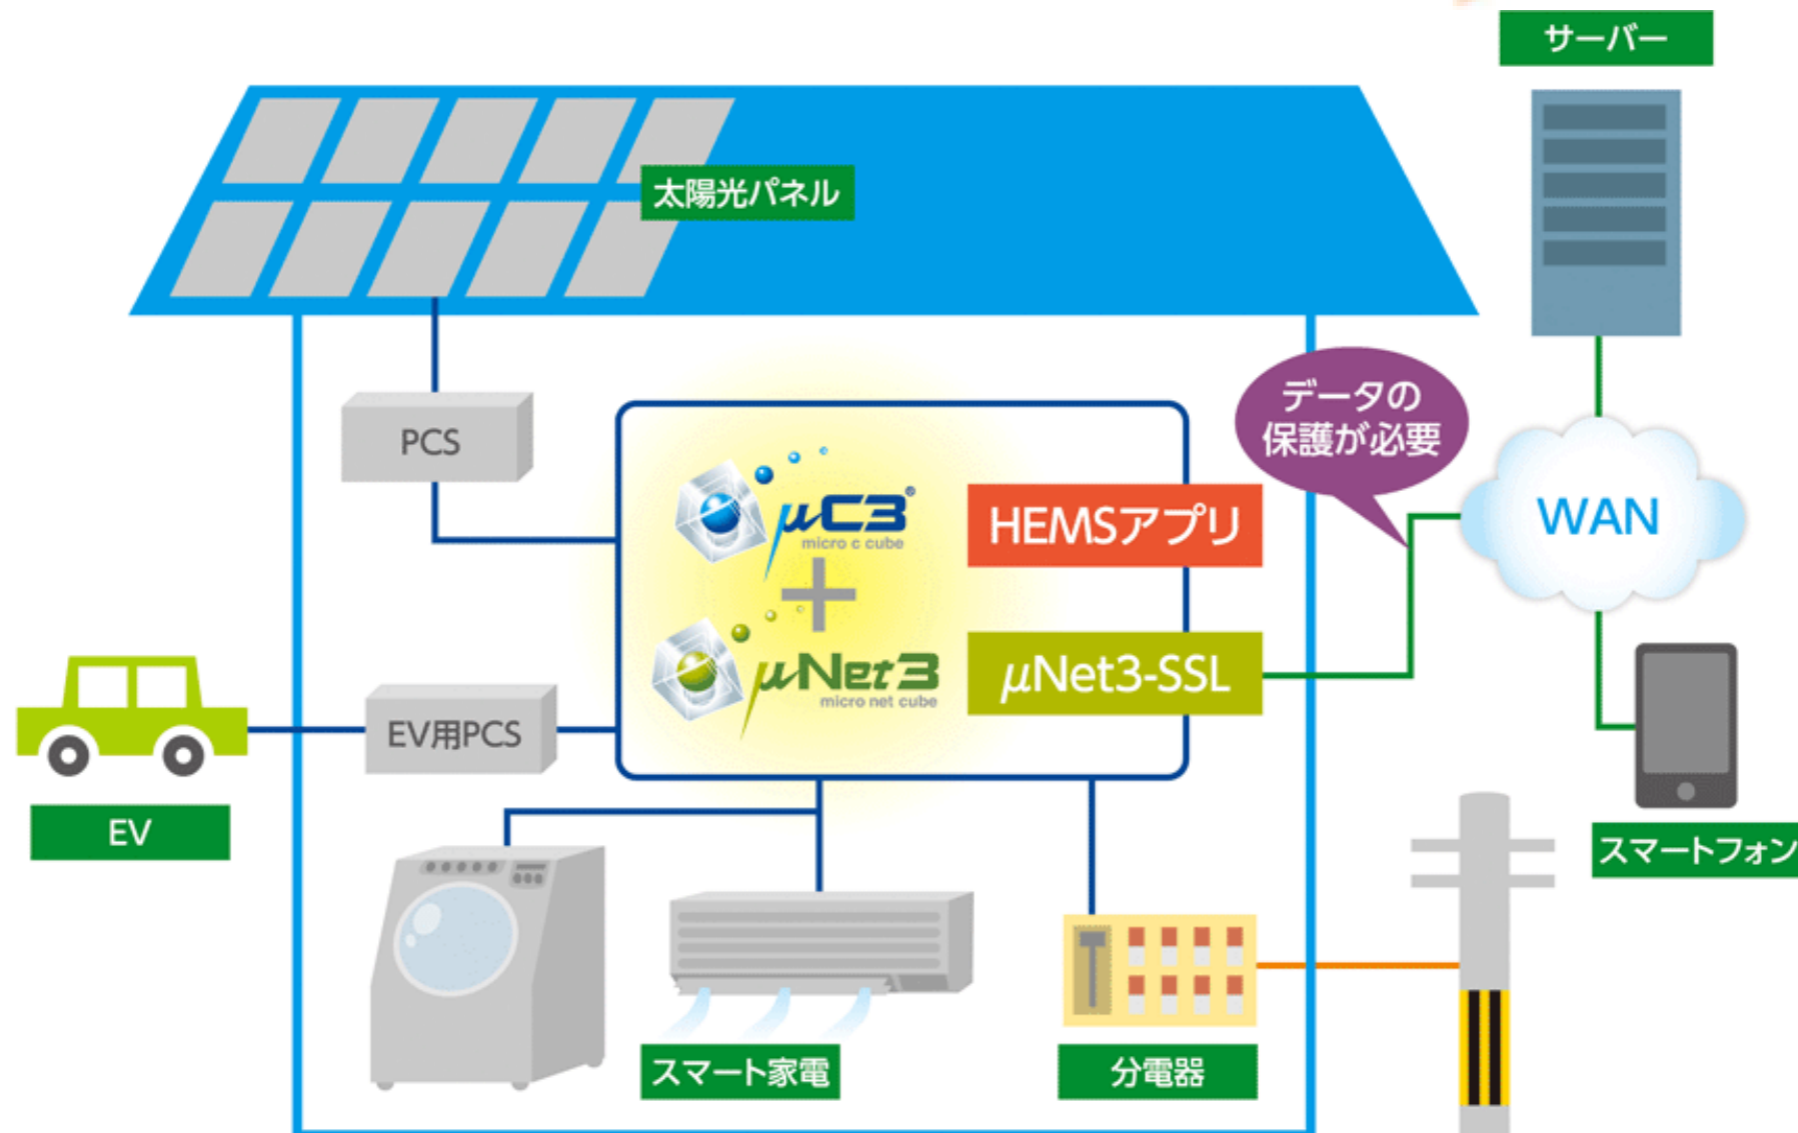 サーバー
太陽光パネル
データの
保護が必要
PCS
μC3®
micro c cube
HEMSアプリ
WAN
μNet3
micro net cube
μNet3-SSL
EV用PCS
EV
スマートフォン
スマート家電
分電器